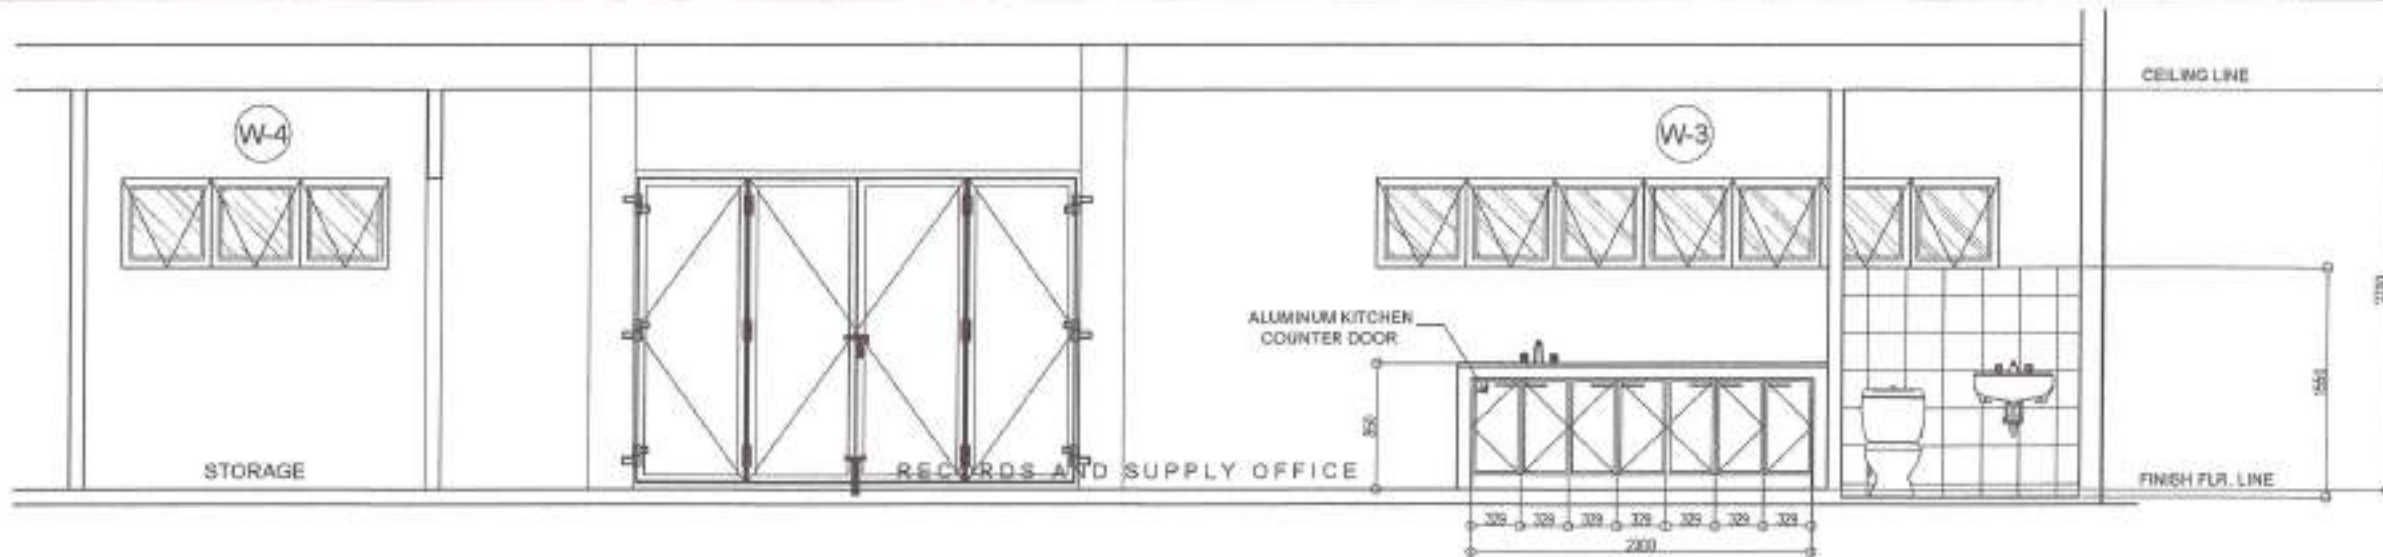 CEILING LINE
W-4
W-3
ALUMINUM KITCHEN
COUNTER DOOR
850
1550
STORAGE
RECORDS AND SUPPLY OFFICE
FINISH FLR. LINE
329 329 329 329 329 329 329
2300